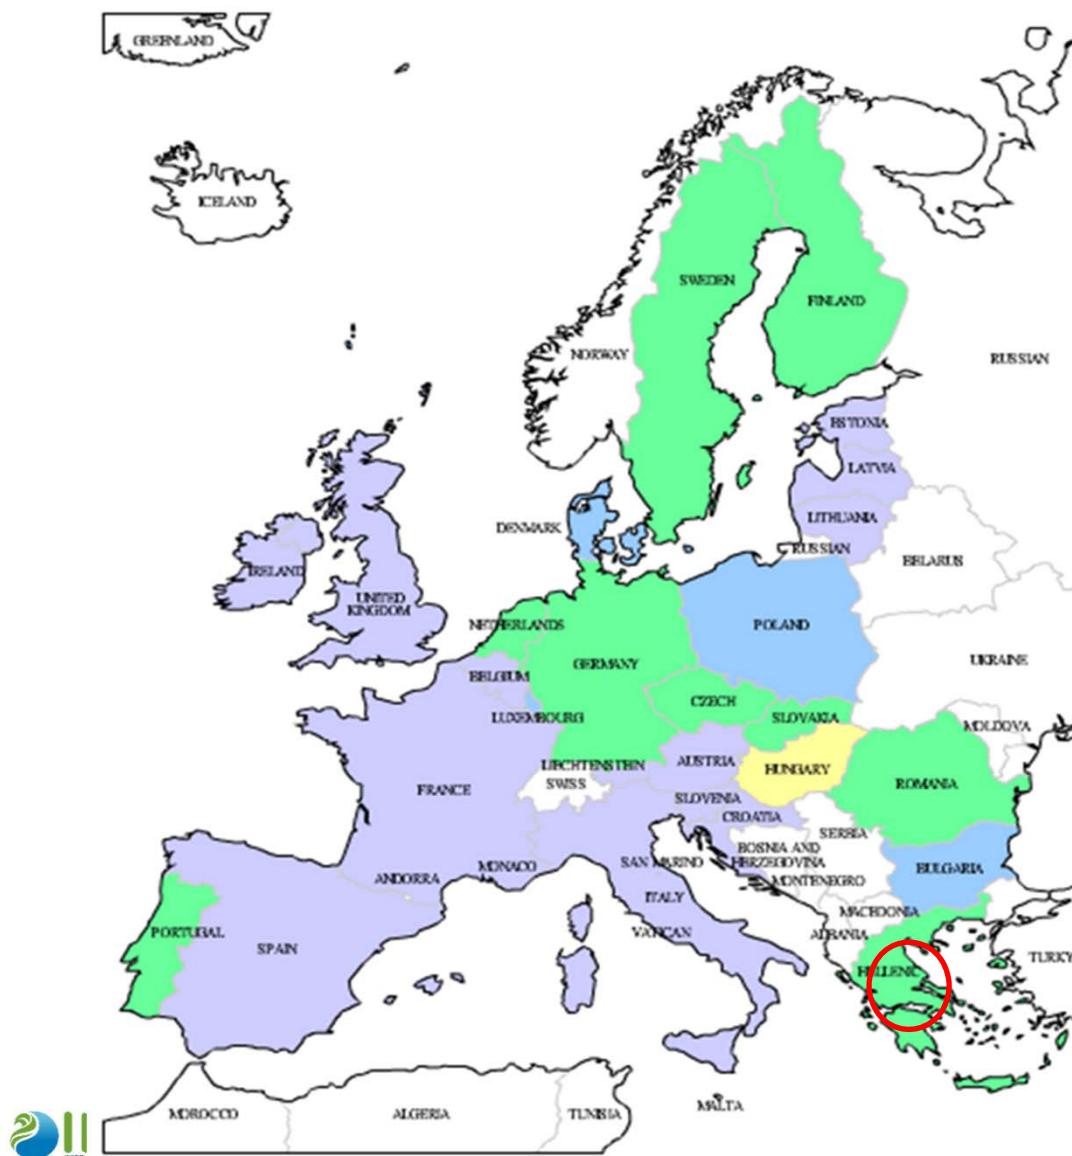 GREENLAND
ICELAND
SWEDEN
FINLAND
NORWAY
RUSSIAN
ESTONIA
LATVIA
LITHUANIA
DENMARK
RUSSIAN
BELARUS
IRELAND
UNITED
KINGDOM
NETHERLANDS
POLAND
GERMANY
UKRAINE
BELGIUM
CZECH
LUXEMBOURG
SLOVAKIA
MOLDOVA
LIECHTENSTEIN
AUSTRIA
HUNGARY
SWISS
FRANCE
ROMANIA
SLOVENIA
CROATIA
SERBIA
BOSNIA AND
HERZEGOVINA
MONACO
SAN MARINO
BULGARIA
ANDORRA
MONTENEGRO
ITALY
MACEDONIA
PORTUGAL
SPAIN
VATICAN
ALBANIA
TURKY
HELLENIC
MALTA
MOROCCO
ALGERIA
TUNISIA